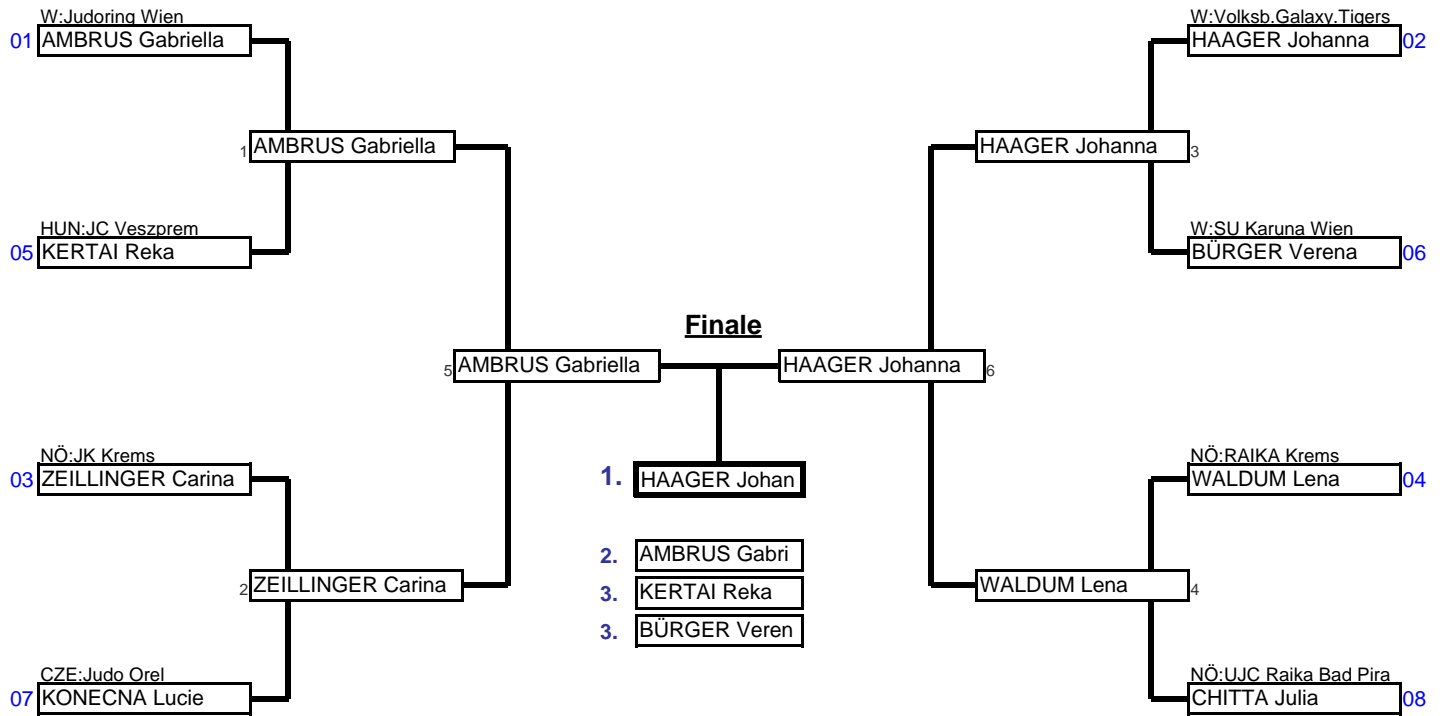 W:Judoring Wien
01 AMBRUS Gabriella
W:Volksb.Galaxy.Tigers
HAAGER Johanna 02
1 AMBRUS Gabriella
HAAGER Johanna 3
HUN:JC Veszprem
05 KERTAI Reka
W:SU Karuna Wien
BÜRGER Verena 06
Finale
5 AMBRUS Gabriella
HAAGER Johanna 6
NÖ:JK Krems
03 ZEILLINGER Carina
NÖ:RAIKA Krems
WALDUM Lena 04
1. HAAGER Johan
2. AMBRUS Gabri
3. KERTAI Reka
3. BÜRGER Veren
2 ZEILLINGER Carina
WALDUM Lena 4
CZE:Judo Orel
07 KONECNA Lucie
NÖ:UJC Raika Bad Pira
CHITTA Julia 08